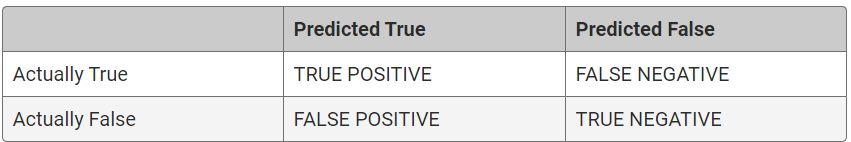 Predicted True Predicted False
Actually True TRUE POSITIVE FALSE NEGATIVE
Actually False FALSE POSITIVE TRUE NEGATIVE